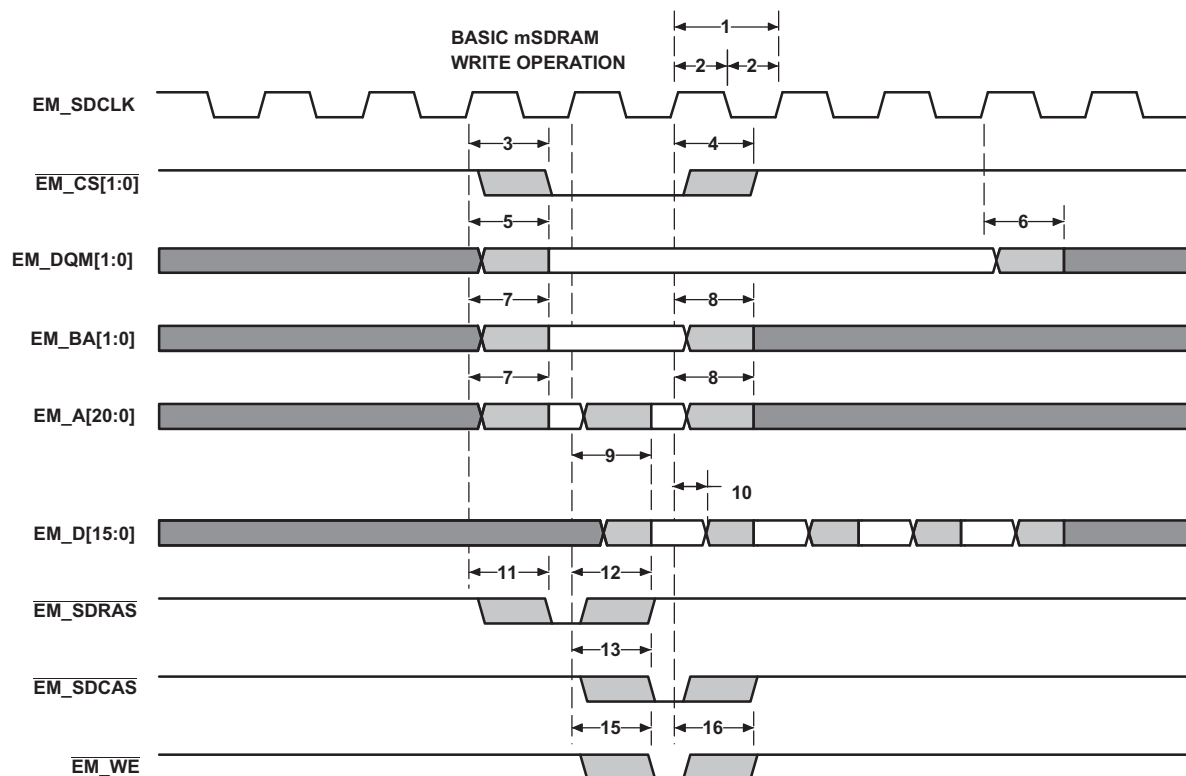 1
BASIC mSDRAM
WRITE OPERATION
2 2
EM_SDCLK
3 4
EM_CS[1:0]
5 6
EM_DQM[1:0]
7 8
EM_BA[1:0]
7 8
EM_A[20:0]
9
10
EM_D[15:0]
11 12
EM_SDRAS
13
EM_SDCAS
15 16
EM_WE